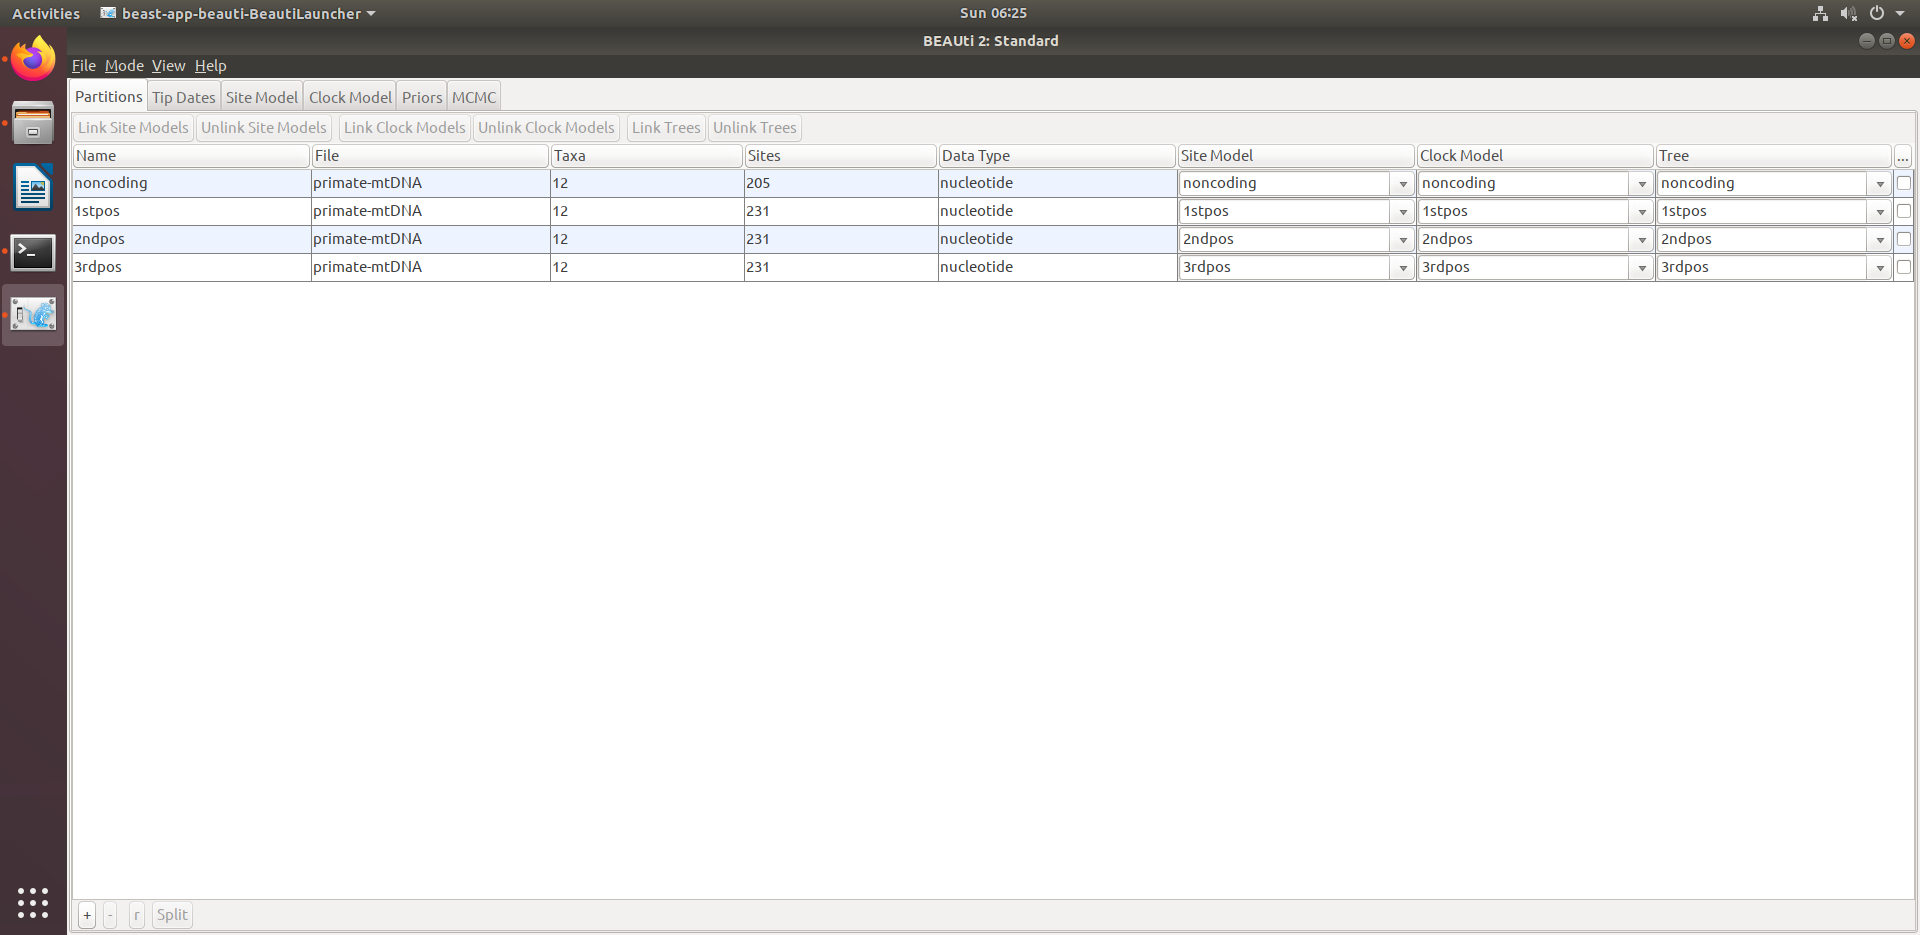 Activities beast-app-beauti-BeautiLauncher Sun 06:25
BEAUti 2: Standard
File Mode View Help
Partitions Tip Dates Site Model Clock Model Priors MCMC
Link Site Models Unlink Site Models Link Clock Models Unlink Clock Models Link Trees Unlink Trees
Name File Taxa Sites Data Type Site Model Clock Model Tree ...
noncoding primate-mtDNA 12 205 nucleotide noncoding noncoding noncoding
1stpos primate-mtDNA 12 231 nucleotide 1stpos 1stpos 1stpos
2ndpos primate-mtDNA 12 231 nucleotide 2ndpos 2ndpos 2ndpos
3rdpos primate-mtDNA 12 231 nucleotide 3rdpos 3rdpos 3rdpos
+ - r Split